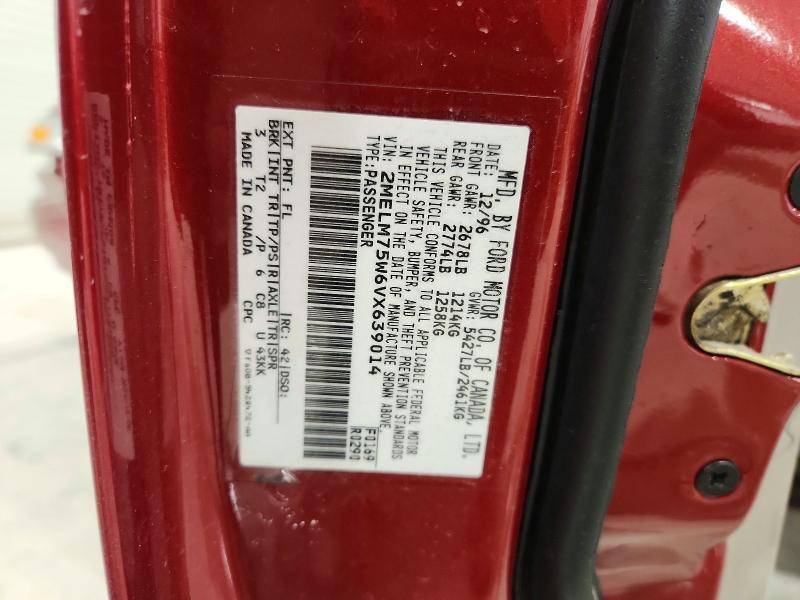 MFD. BY FORD MOTOR CO. OF CANADA, LTD.
DATE: 12/96 GVWR: 5427LB/2461KG
FRONT GAWR: 2678LB 1214KG
REAR GAWR: 2774LB 1258KG
THIS VEHICLE CONFORMS TO ALL APPLICABLE FEDERAL MOTOR
VEHICLE SAFETY, BUMPER, AND THEFT PREVENTION STANDARDS
IN EFFECT ON THE DATE OF MANUFACTURE SHOWN ABOVE.
VIN: 2MELM75W6VX639014 F0169
TYPE: PASSENGER R0290
EXT PNT: FL RC: 42 DSO:
BRK INT TR TP/PS R AXLE TR SPR
3 T2 /P 6 C8 U 43KK
MADE IN CANADA CPC